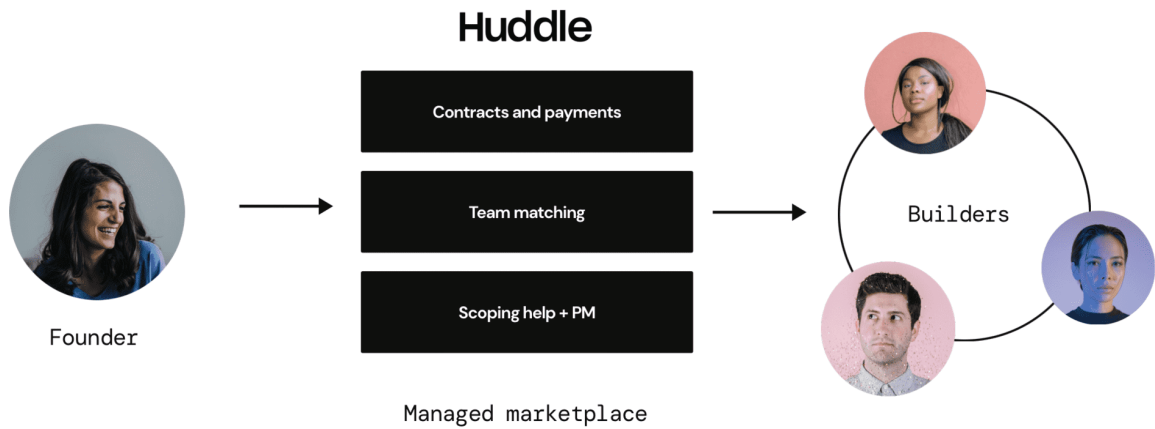 Huddle
Contracts and payments
Team matching
Scoping help + PM
Managed marketplace
Founder
Builders